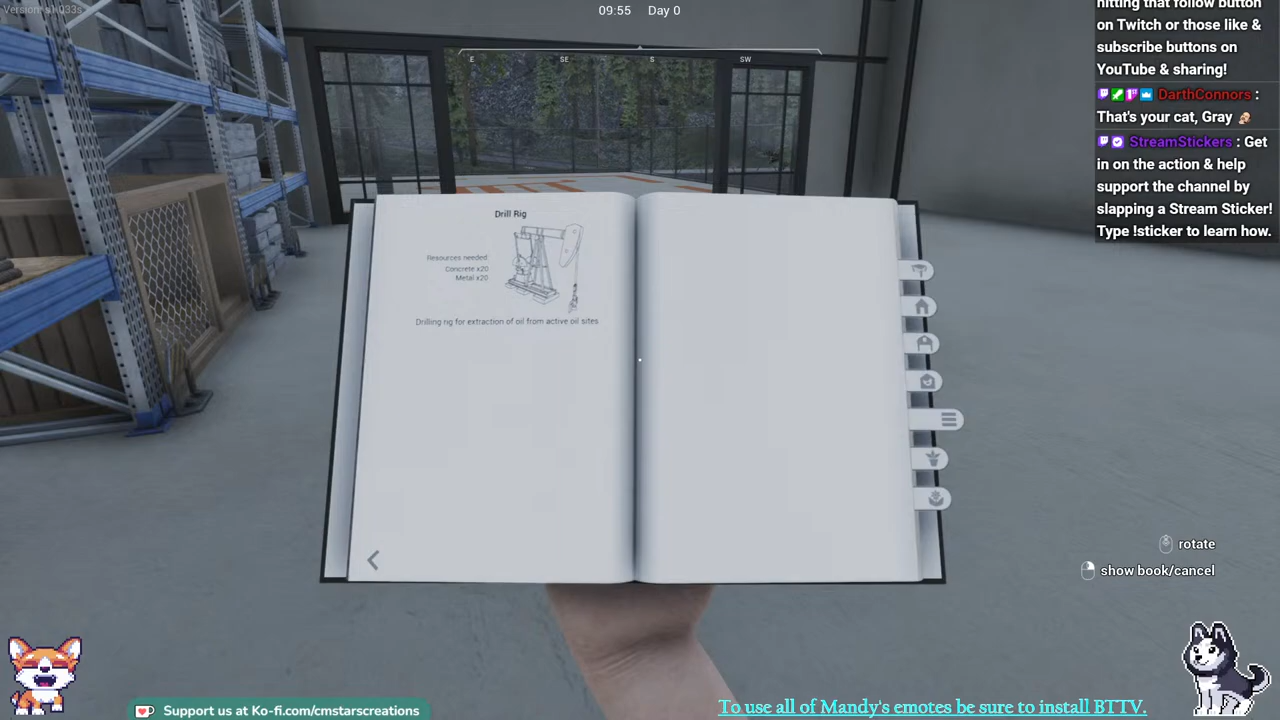 Version: s1.033s
09:55 Day 0
E SE S SW
hitting that follow button
on Twitch or those like &
subscribe buttons on
YouTube & sharing!
DarthConnors :
That's your cat, Gray
StreamStickers : Get
in on the action & help
support the channel by
slapping a Stream Sticker!
Type !sticker to learn how.
Drill Rig
Resources needed:
Concrete x20
Metal x20
Drilling rig for extraction of oil from active oil sites
rotate
show book/cancel
Support us at Ko-fi.com/cmstarscreations
To use all of Mandy's emotes be sure to install BTTV.